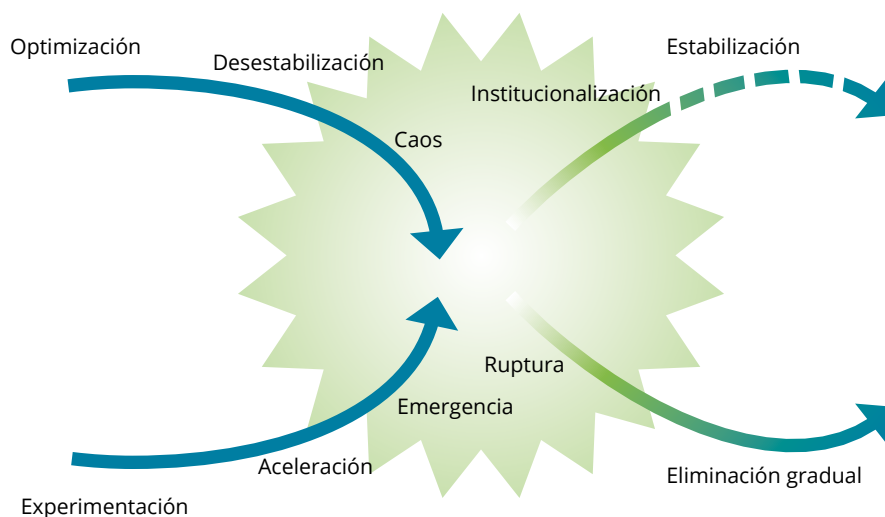 Optimización
Desestabilización
Caos
Institucionalización
Estabilización
Experimentación
Aceleración
Emergencia
Ruptura
Eliminación gradual